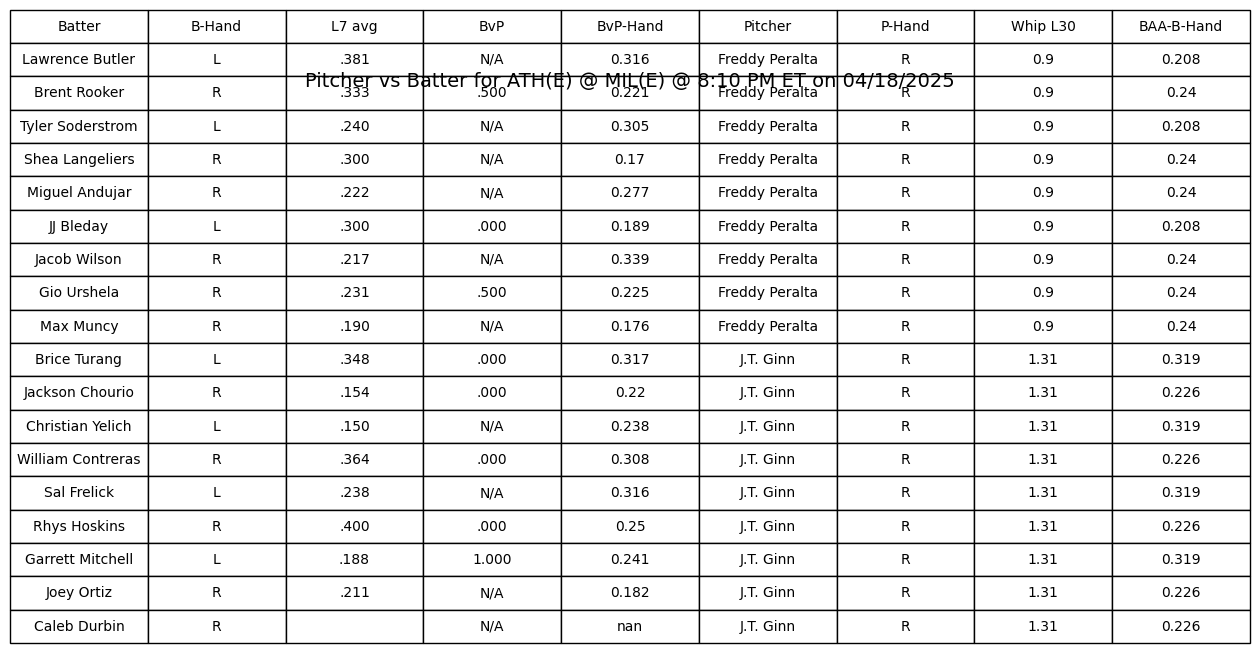 Batter B-Hand L7 avg BvP BvP-Hand Pitcher P-Hand Whip L30 BAA-B-Hand
Lawrence Butler L .381 N/A 0.316 Freddy Peralta R 0.9 0.208
Pitcher vs Batter for ATH(E) @ MIL(E) @ 8:10 PM ET on 04/18/2025
Brent Rooker R .333 .500 0.221 Freddy Peralta R 0.9 0.24
Tyler Soderstrom L .240 N/A 0.305 Freddy Peralta R 0.9 0.208
Shea Langeliers R .300 N/A 0.17 Freddy Peralta R 0.9 0.24
Miguel Andujar R .222 N/A 0.277 Freddy Peralta R 0.9 0.24
JJ Bleday L .300 .000 0.189 Freddy Peralta R 0.9 0.208
Jacob Wilson R .217 N/A 0.339 Freddy Peralta R 0.9 0.24
Gio Urshela R .231 .500 0.225 Freddy Peralta R 0.9 0.24
Max Muncy R .190 N/A 0.176 Freddy Peralta R 0.9 0.24
Brice Turang L .348 .000 0.317 J.T. Ginn R 1.31 0.319
Jackson Chourio R .154 .000 0.22 J.T. Ginn R 1.31 0.226
Christian Yelich L .150 N/A 0.238 J.T. Ginn R 1.31 0.319
William Contreras R .364 .000 0.308 J.T. Ginn R 1.31 0.226
Sal Frelick L .238 N/A 0.316 J.T. Ginn R 1.31 0.319
Rhys Hoskins R .400 .000 0.25 J.T. Ginn R 1.31 0.226
Garrett Mitchell L .188 1.000 0.241 J.T. Ginn R 1.31 0.319
Joey Ortiz R .211 N/A 0.182 J.T. Ginn R 1.31 0.226
Caleb Durbin R N/A nan J.T. Ginn R 1.31 0.226